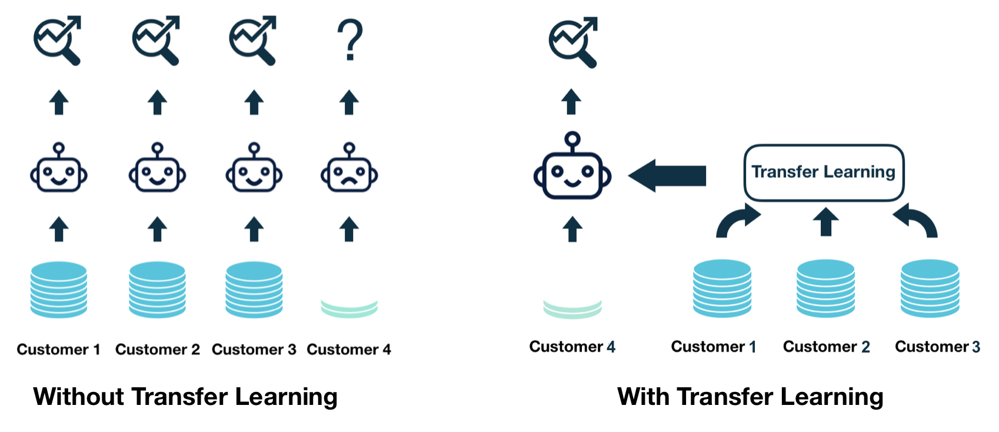 ?
Transfer Learning
Customer 1
Customer 2
Customer 3
Customer 4
Customer 4
Customer 1
Customer 2
Customer 3
Without Transfer Learning
With Transfer Learning